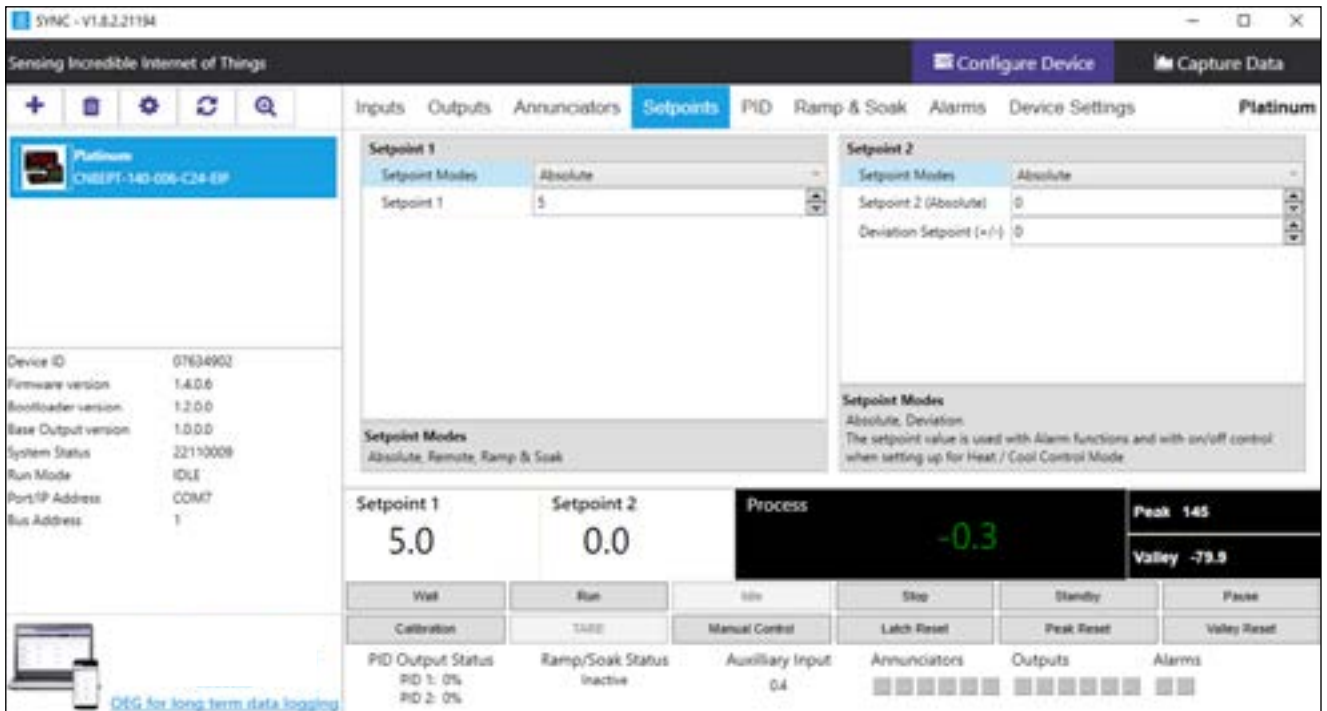 SYNC - V1.8.2.21194
Sensing Incredible Internet of Things
Configure Device
Capture Data
Inputs Outputs Annunciators Setpoints PID Ramp & Soak Alarms Device Settings Platinum
Platinum
CN8EPT-140-006-C24-EIP
Setpoint 1
Setpoint Modes Absolute
Setpoint 1 5
Setpoint Modes
Absolute, Remote, Ramp & Soak
Setpoint 2
Setpoint Modes Absolute
Setpoint 2 (Absolute) 0
Deviation Setpoint (+/-) 0
Setpoint Modes
Absolute, Deviation
The setpoint value is used with Alarm functions and with on/off control
when setting up for Heat / Cool Control Mode
Device ID 07634902
Firmware version 1.4.0.6
Bootloader version 1.2.0.0
Base Output version 1.0.0.0
System Status 22110009
Run Mode IDLE
Port/IP Address COM7
Bus Address 1
Setpoint 1 Setpoint 2 Process
5.0 0.0 -0.3
Peak 145
Valley -79.9
Wait Run Idle Stop Standby Pause
Calibration TARE Manual Control Latch Reset Peak Reset Valley Reset
PID Output Status Ramp/Soak Status Auxilliary Input Annunciators Outputs Alarms
PID 1: 0% Inactive 0.4
PID 2: 0%
OEG for long term data logging